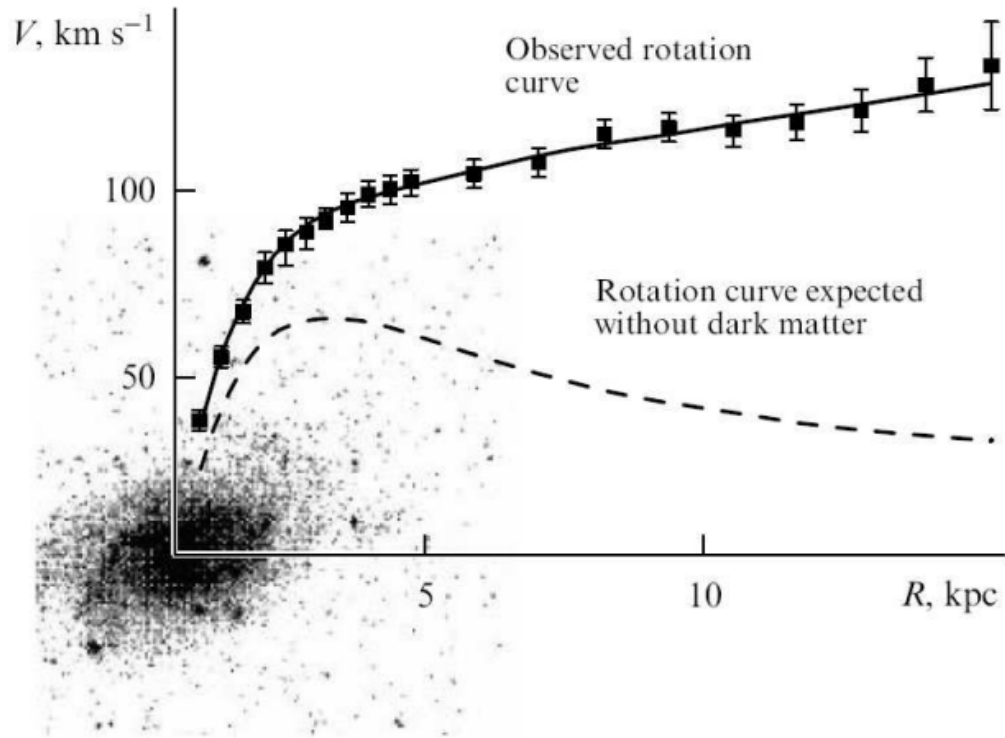 V, km s⁻¹
Observed rotation
curve
100
Rotation curve expected
without dark matter
50
5
10
R, kpc